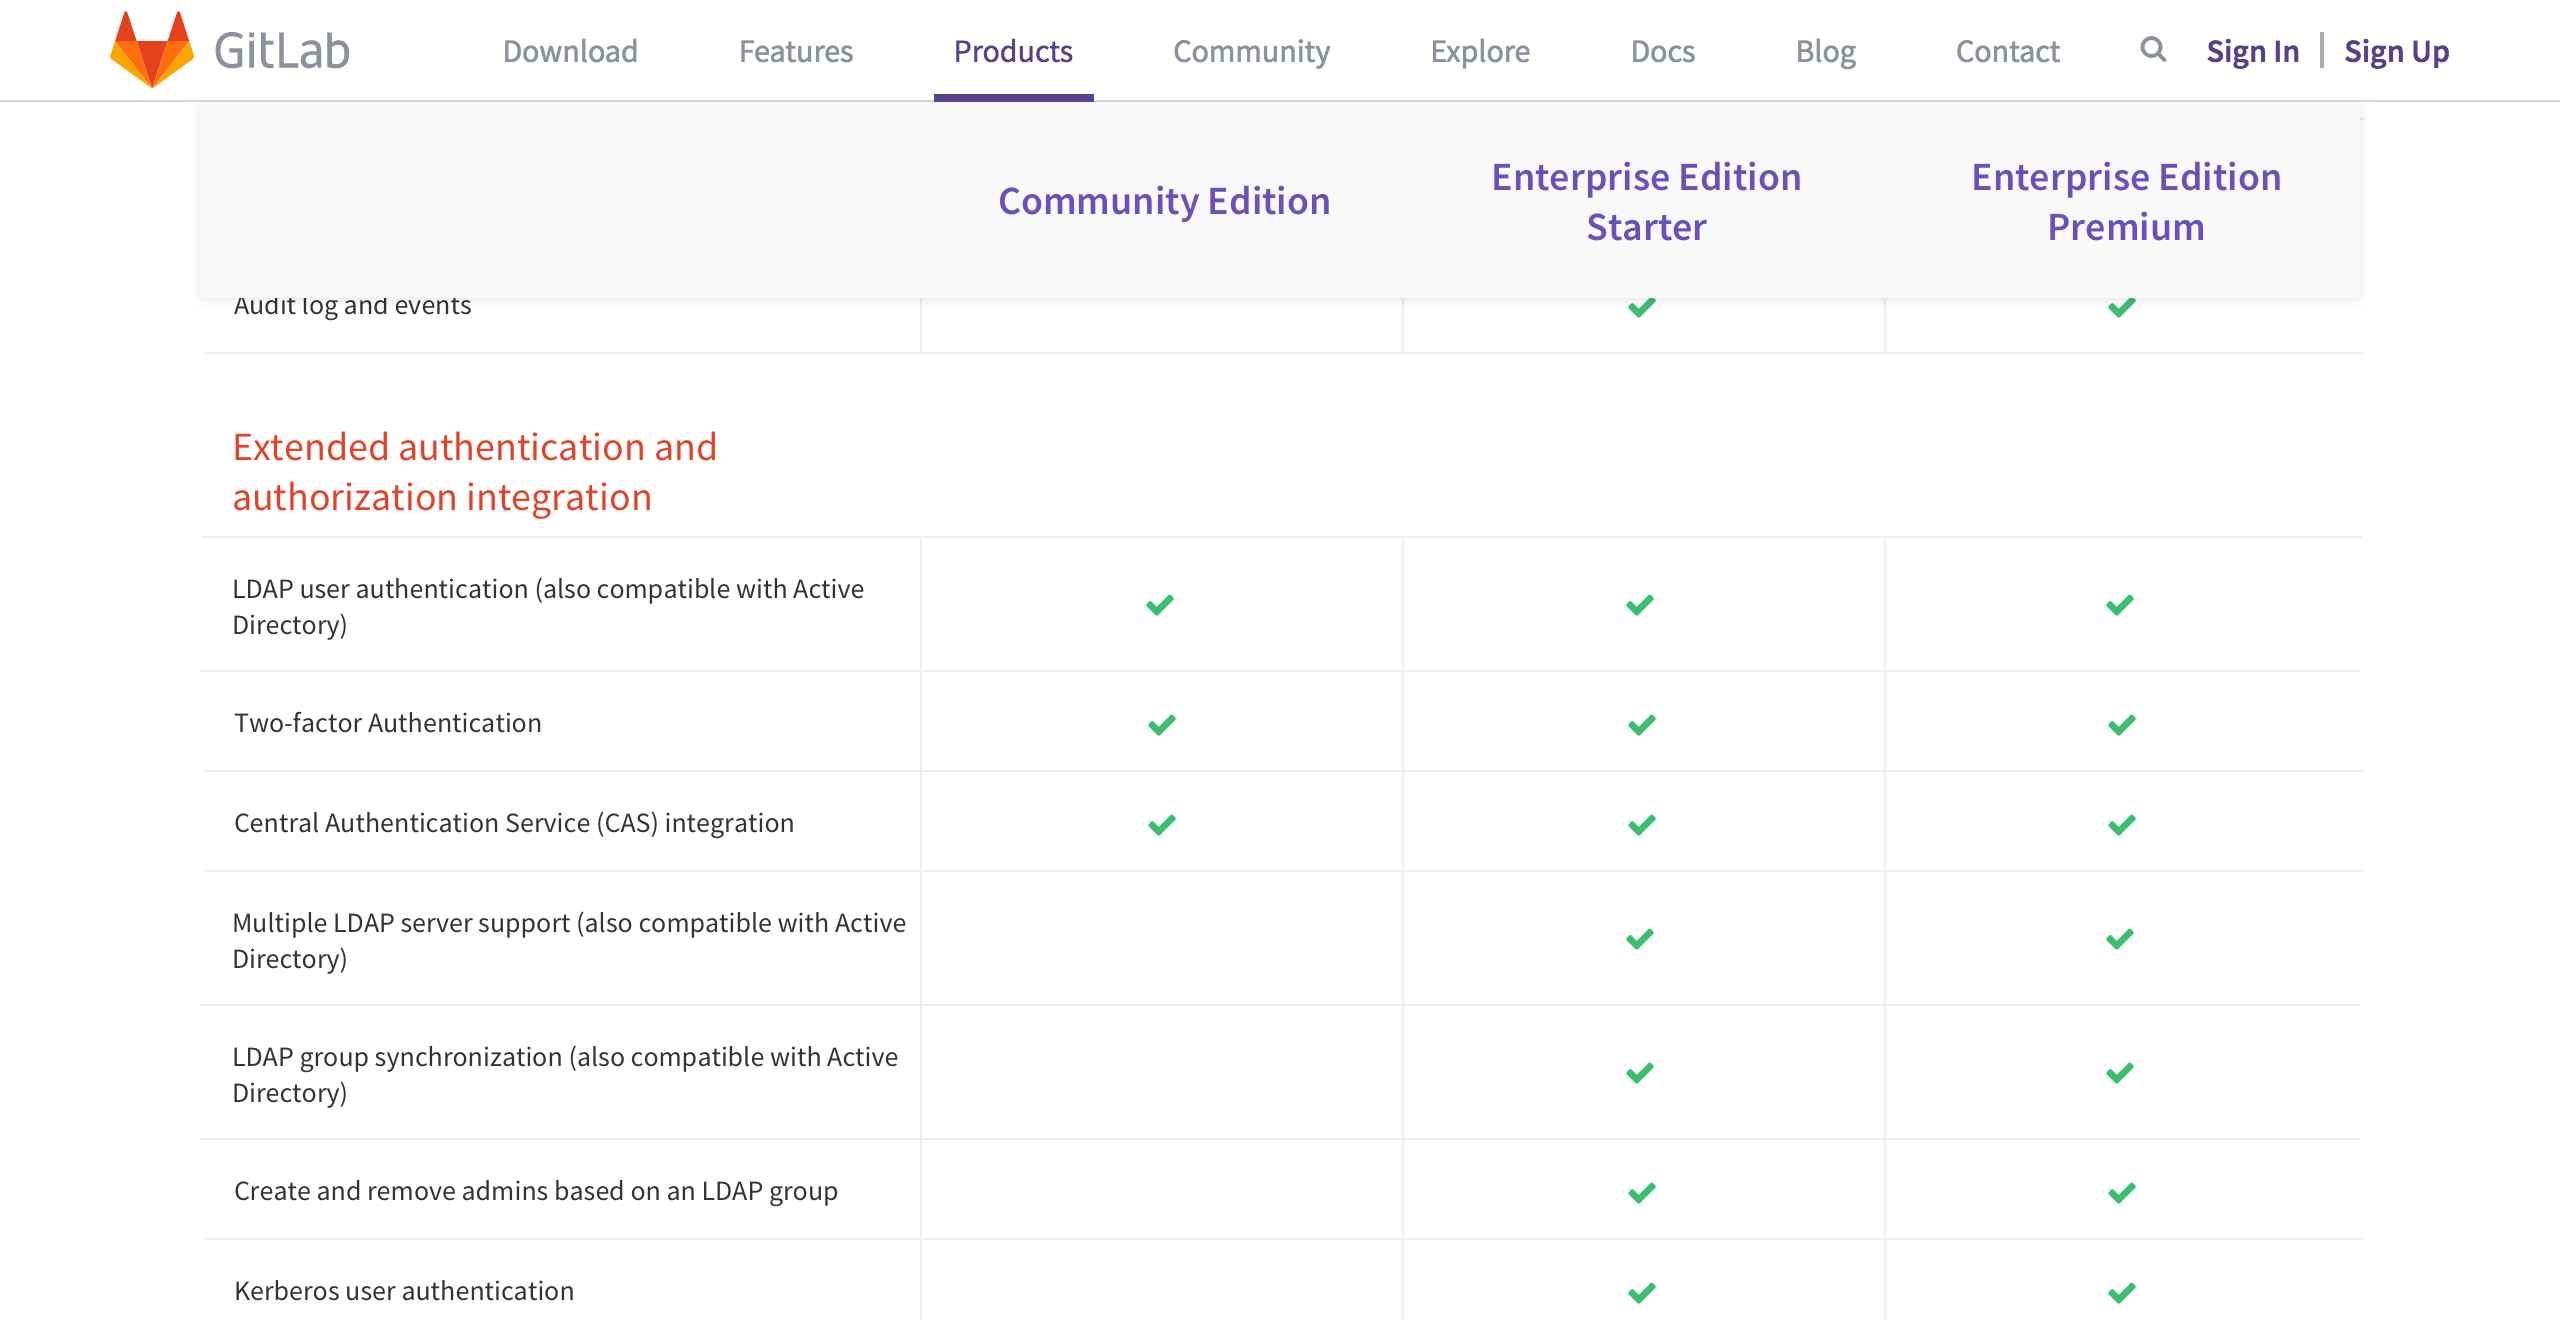 GitLab
Download Features Products Community Explore Docs Blog Contact Sign In Sign Up
Community Edition
Enterprise Edition
Starter
Enterprise Edition
Premium
Audit log and events
Extended authentication and
authorization integration
LDAP user authentication (also compatible with Active
Directory)
Two-factor Authentication
Central Authentication Service (CAS) integration
Multiple LDAP server support (also compatible with Active
Directory)
LDAP group synchronization (also compatible with Active
Directory)
Create and remove admins based on an LDAP group
Kerberos user authentication